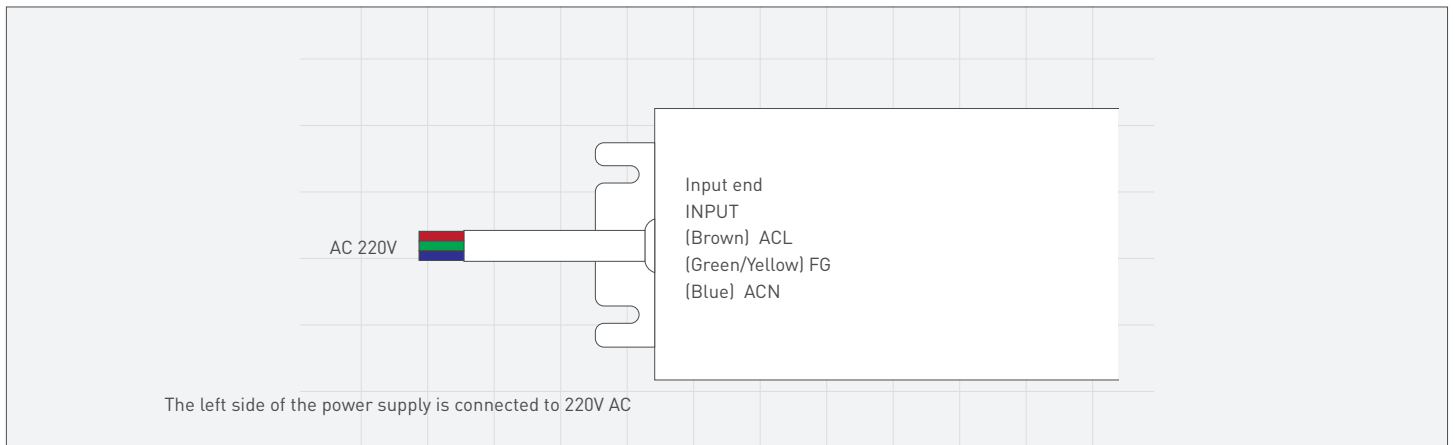 Input end
INPUT
(Brown) ACL
AC 220V
(Green/Yellow) FG
(Blue) ACN
The left side of the power supply is connected to 220V AC